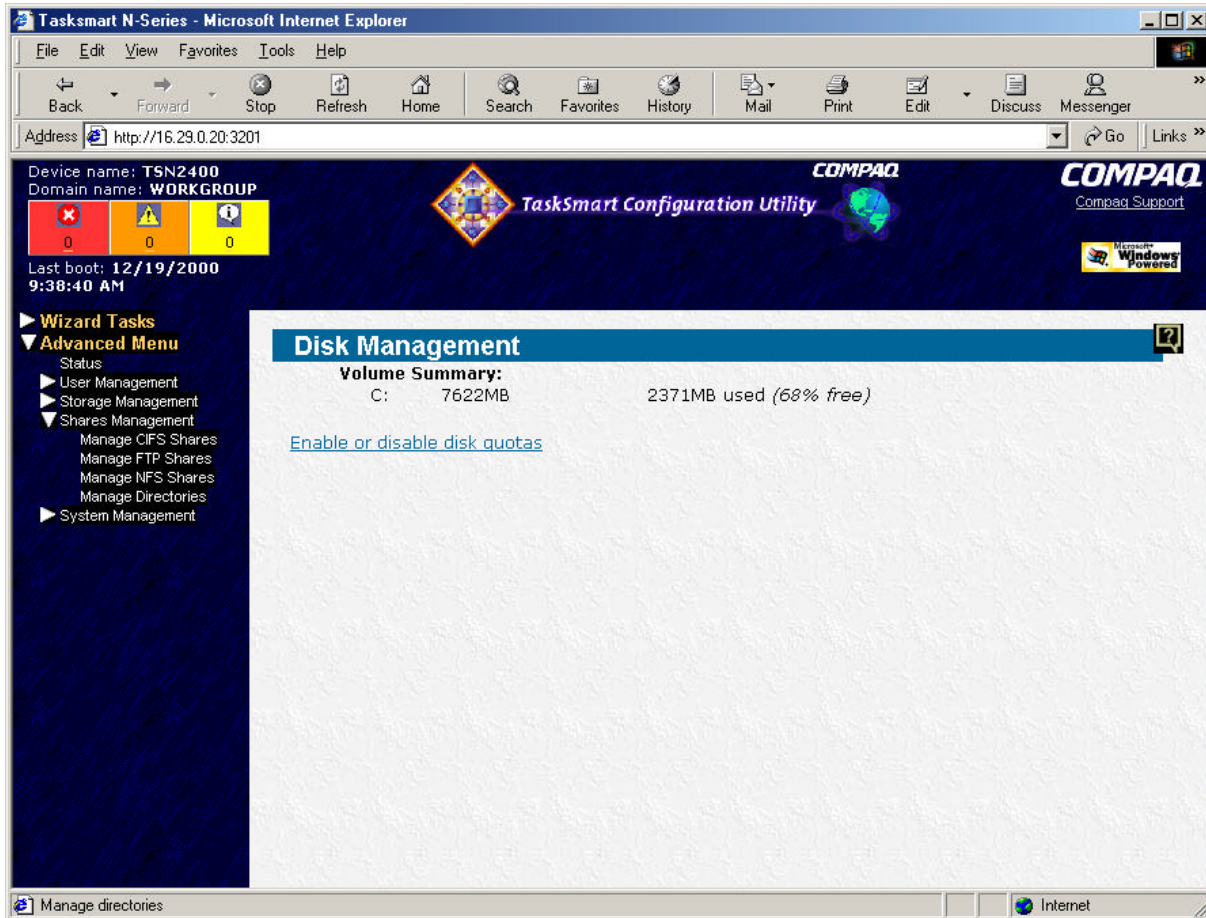 Tasksmart N-Series - Microsoft Internet Explorer
File Edit View Favorites Tools Help
Back Forward Stop Refresh Home Search Favorites History Mail Print Edit Discuss Messenger »
Address http://16.29.0.20:3201 Go Links »
Device name: TSN2400
Domain name: WORKGROUP
0 0 0
Last boot: 12/19/2000
9:38:40 AM
TaskSmart Configuration Utility
COMPAQ
COMPAQ
Compaq Support
Microsoft
Windows
Powered
Wizard Tasks
Advanced Menu
Status
User Management
Storage Management
Shares Management
Manage CIFS Shares
Manage FTP Shares
Manage NFS Shares
Manage Directories
System Management
Disk Management
Volume Summary:
C: 7622MB 2371MB used (68% free)
Enable or disable disk quotas
Manage directories Internet